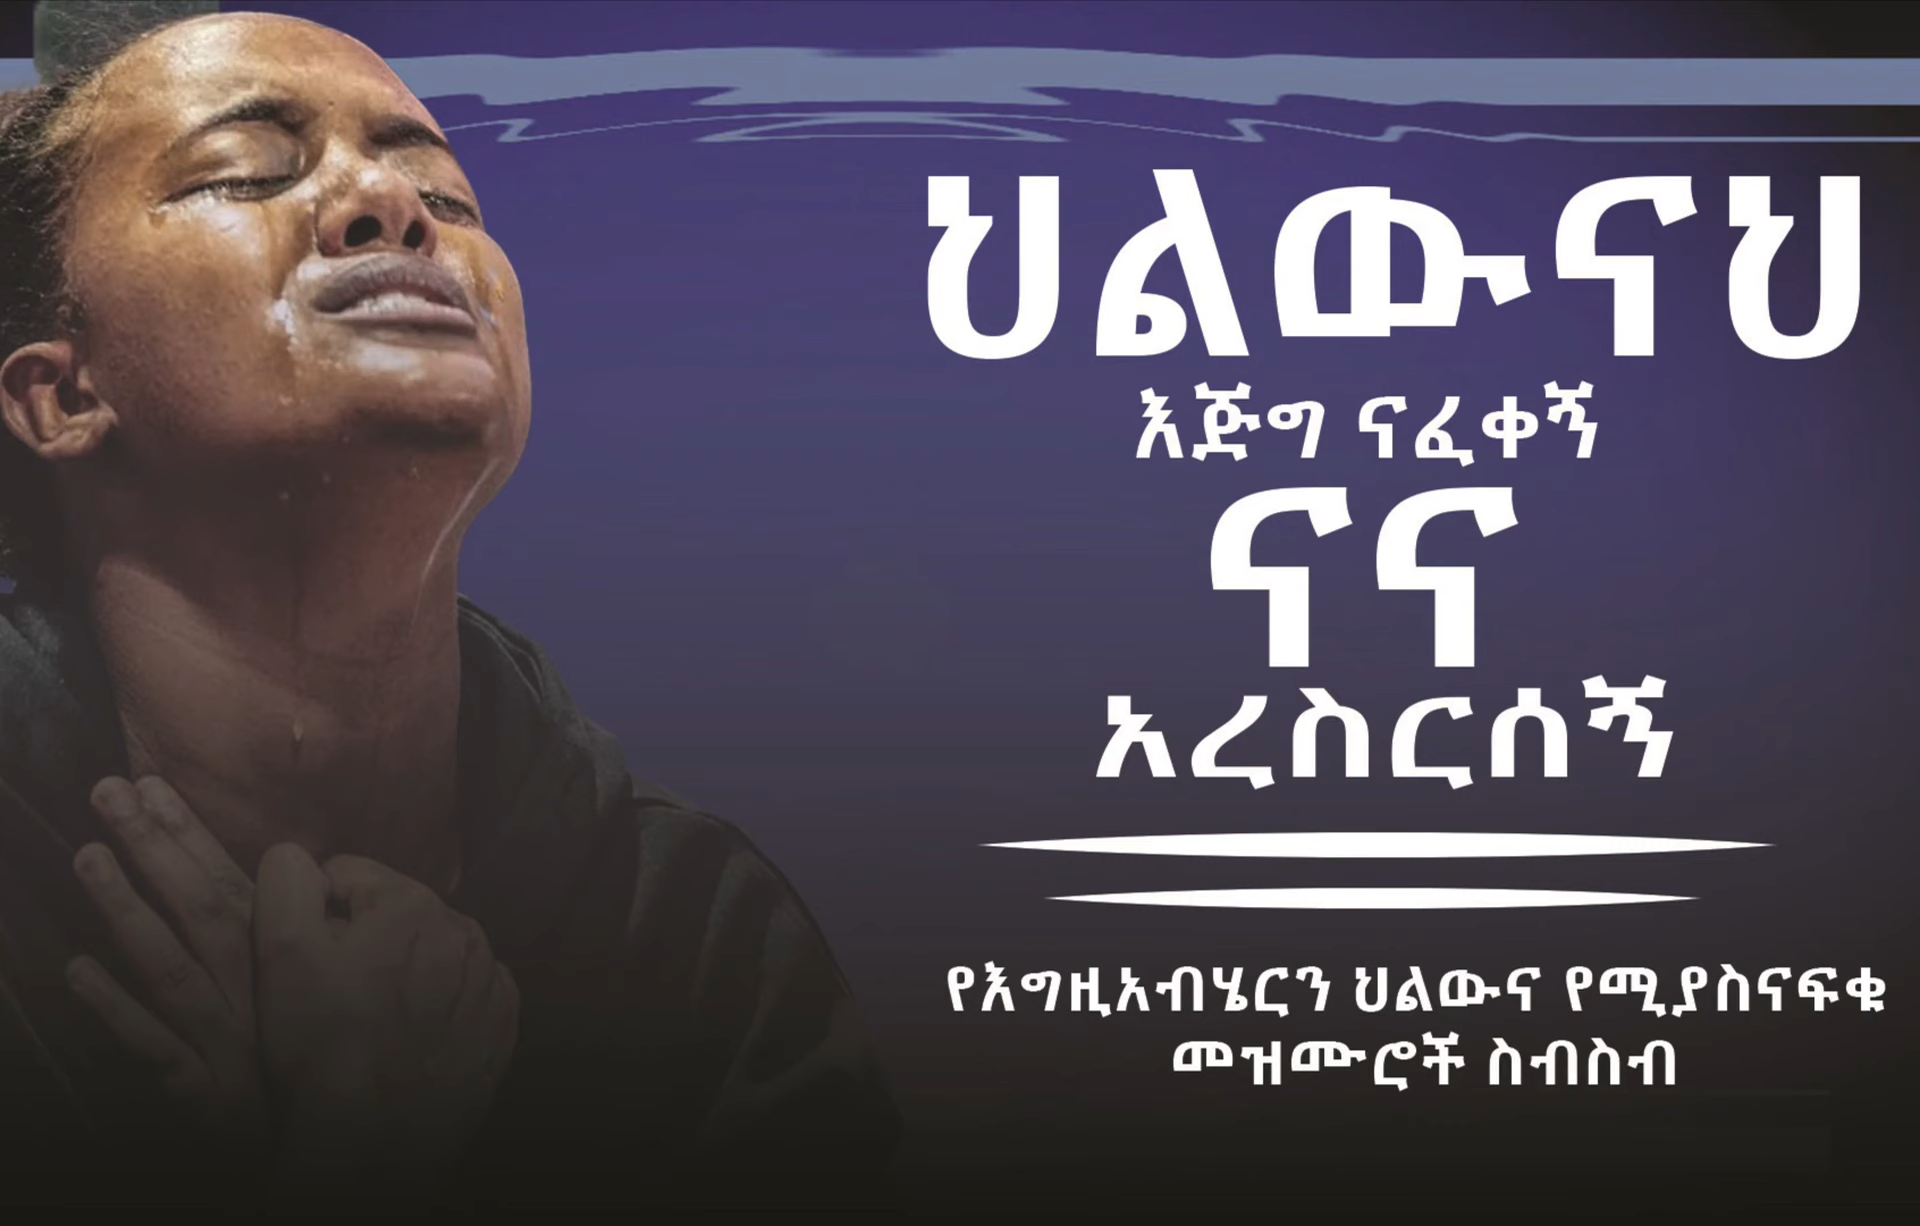 ህልውናህ
እጅግ ናፈቀኝ
ናና
አረስርሰኝ
የእግዚአብሄርን ህልውና የሚያስናፍቁ
መዝሙሮች ስብስብ